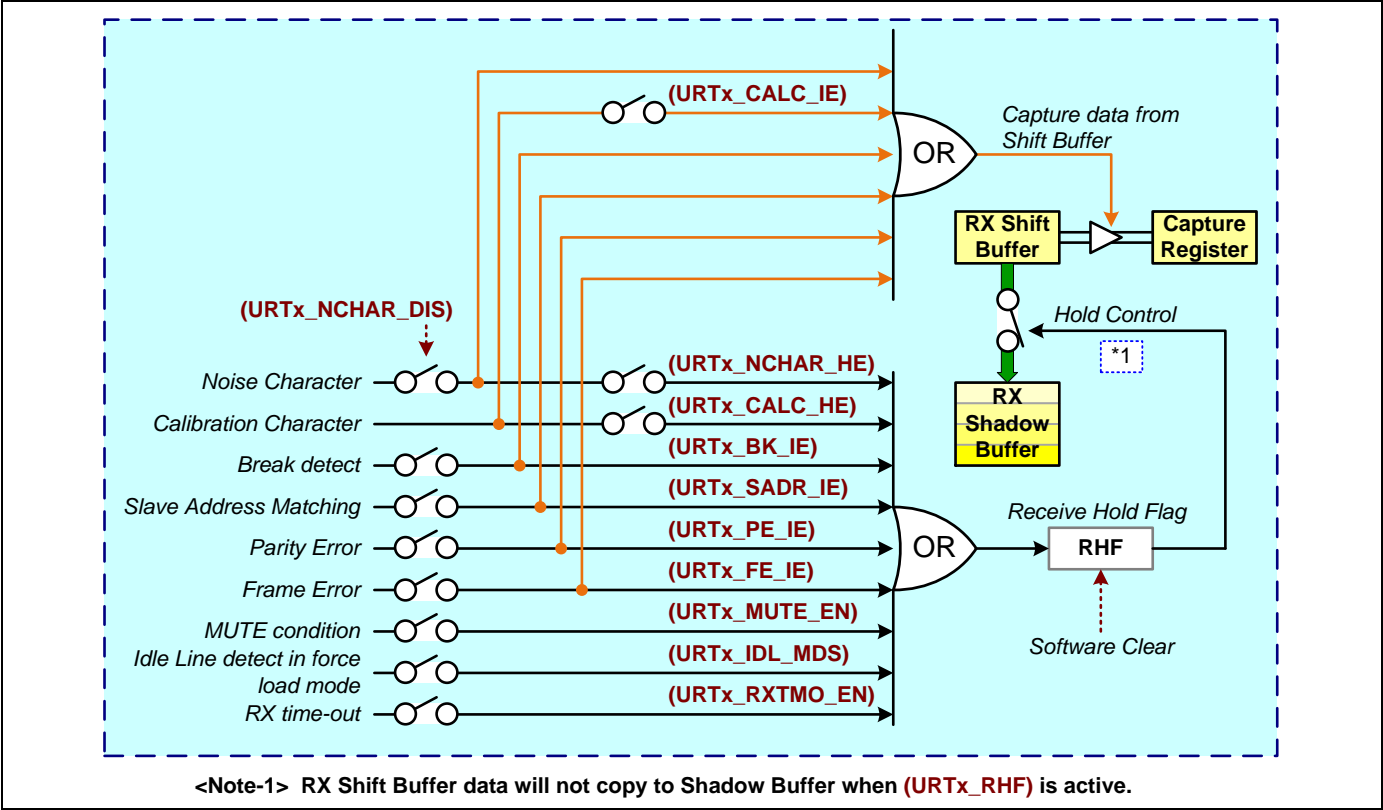 (URTx_CALC_IE)
Capture data from
Shift Buffer
OR
RX Shift
Buffer
Capture
Register
(URTx_NCHAR_DIS)
Hold Control
*1
Noise Character
(URTx_NCHAR_HE)
Calibration Character
(URTx_CALC_HE)
RX
Shadow
Buffer
Break detect
(URTx_BK_IE)
Slave Address Matching
(URTx_SADR_IE)
Receive Hold Flag
Parity Error
(URTx_PE_IE)
OR
RHF
Frame Error
(URTx_FE_IE)
MUTE condition
(URTx_MUTE_EN)
Software Clear
Idle Line detect in force
load mode
(URTx_IDL_MDS)
RX time-out
(URTx_RXTMO_EN)
<Note-1> RX Shift Buffer data will not copy to Shadow Buffer when (URTx_RHF) is active.